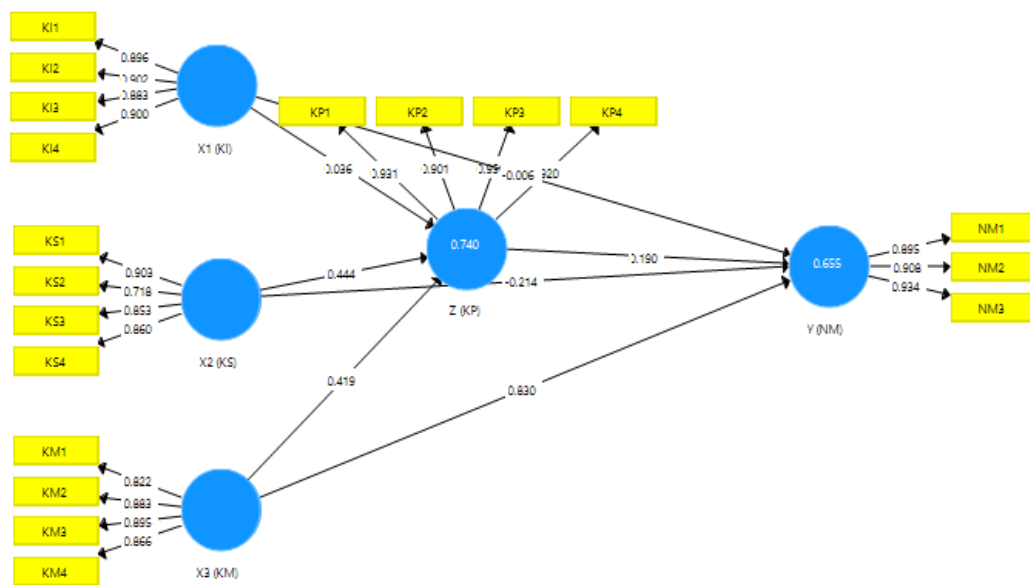 KI1
KI2
KI3
KI4
0.896
0.902
0.883
0.900
X1 (KI)
KP1
KP2
KP3
KP4
0.036
0.931
0.901
-0.006
KS1
KS2
KS3
KS4
0.903
0.718
0.853
0.860
X2 (KS)
0.444
0.740
Z (KP)
0.190
-0.214
0.655
Y (NM)
0.895
0.908
0.934
NM1
NM2
NM3
0.419
0.830
KM1
KM2
KM3
KM4
0.822
0.883
0.895
0.866
X3 (KM)